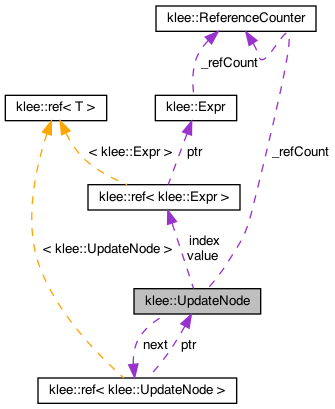 klee::ReferenceCounter
_refCount
klee::ref< T >
klee::Expr
< klee::Expr >
ptr
_refCount
klee::ref< klee::Expr >
< klee::UpdateNode >
index
value
klee::UpdateNode
next
ptr
klee::ref< klee::UpdateNode >